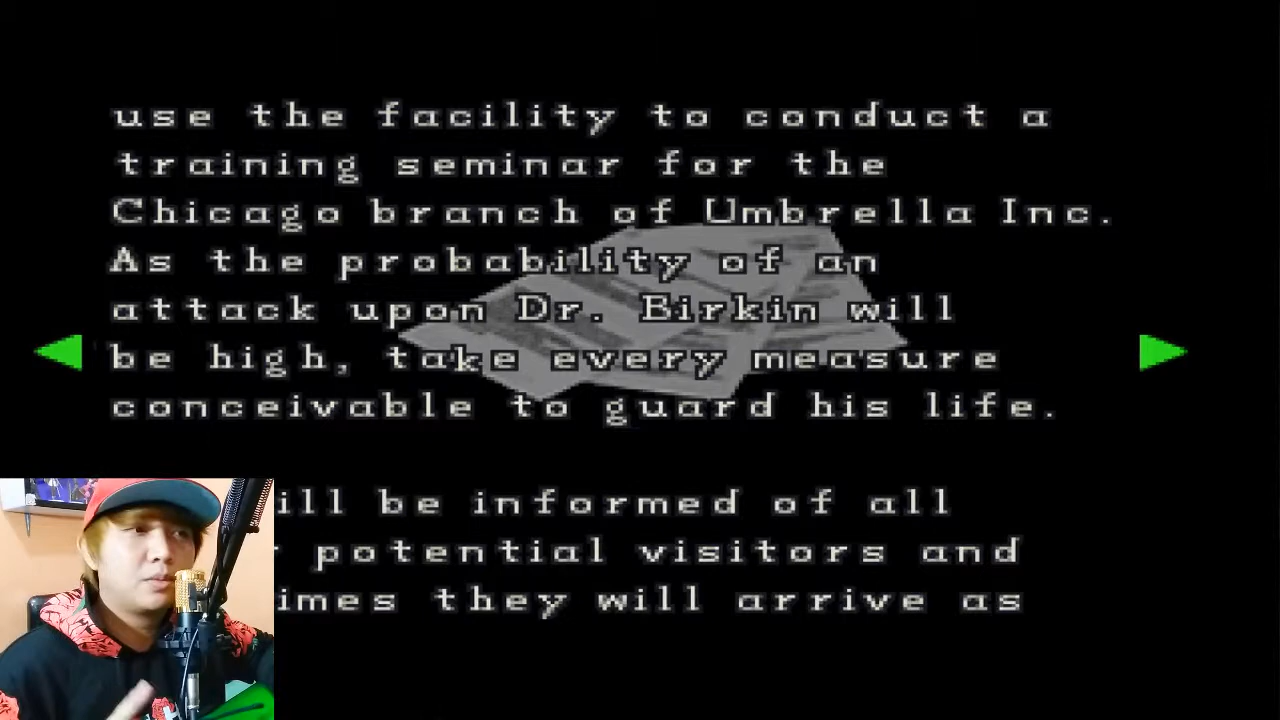 use the facility to conduct a
training seminar for the
Chicago branch of Umbrella Inc.
As the probability of an
attack upon Dr. Birkin will
be high, take every measure
conceivable to guard his life.
be informed of all
potential visitors and
they will arrive as